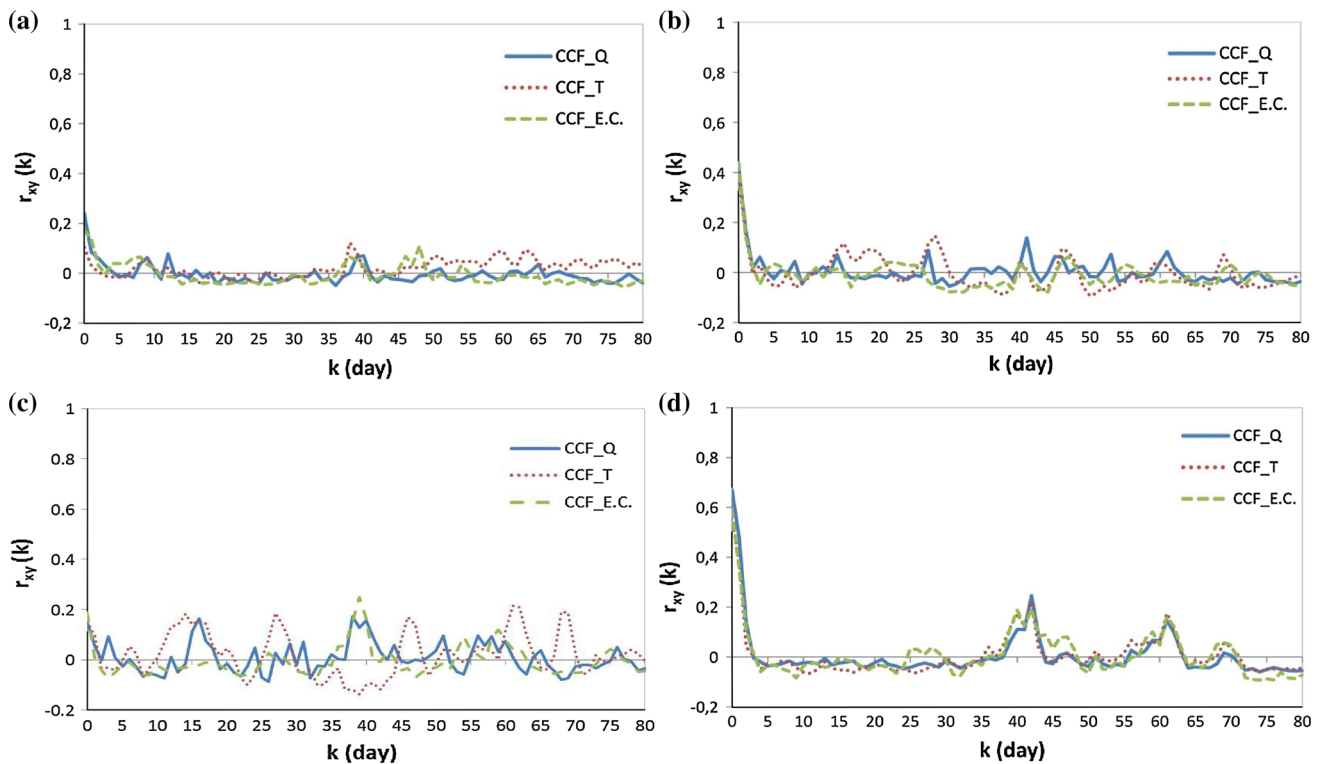 (a)
1
0,8
0,6
0,4
0,2
0
-0,2
r_xy (k)
CCF_Q
CCF_T
CCF_E.C.
0 5 10 15 20 25 30 35 40 45 50 55 60 65 70 75 80
k (day)
(b)
1
0,8
0,6
0,4
0,2
0
-0,2
r_xy (k)
CCF_Q
CCF_T
CCF_E.C.
0 5 10 15 20 25 30 35 40 45 50 55 60 65 70 75 80
k (day)
(c)
1
0.8
0.6
0.4
0.2
0
-0.2
r_xy (k)
CCF_Q
CCF_T
CCF_E.C.
0 5 10 15 20 25 30 35 40 45 50 55 60 65 70 75 80
k (day)
(d)
1
0,8
0,6
0,4
0,2
0
-0,2
r_xy (k)
CCF_Q
CCF_T
CCF_E.C.
0 5 10 15 20 25 30 35 40 45 50 55 60 65 70 75 80
k (day)